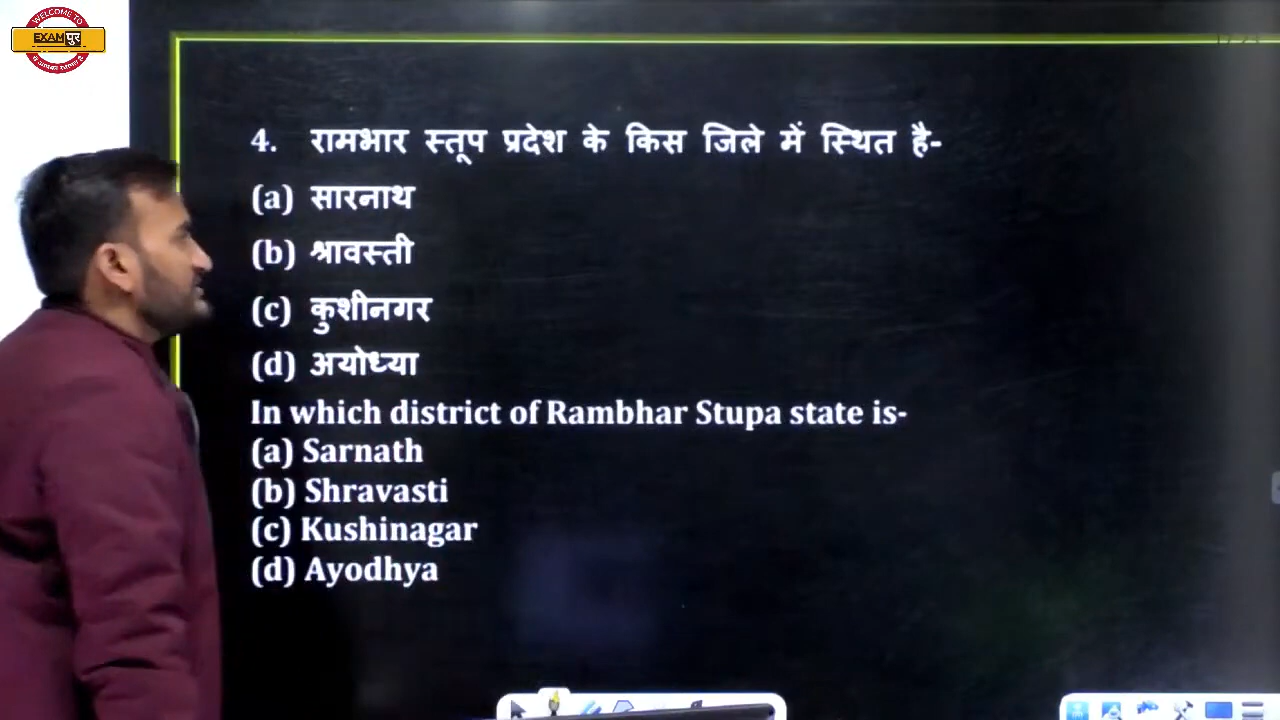 WELCOME TO
EXAMपुर
4. रामभार स्तूप प्रदेश के किस जिले में स्थित है-
(a) सारनाथ
(b) श्रावस्ती
(c) कुशीनगर
(d) अयोध्या
In which district of Rambhar Stupa state is-
(a) Sarnath
(b) Shravasti
(c) Kushinagar
(d) Ayodhya